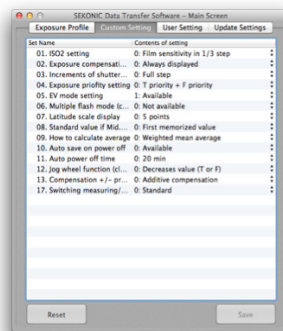 SEKONIC Data Transfer Software – Main Screen
Exposure Profile Custom Setting User Setting Update Settings
Set Name Contents of setting
01. ISO2 setting 0: Film sensitivity in 1/3 step
02. Exposure compensati... 0: Always displayed
03. Increments of shutter... 0: Full step
04. Exposure priofity setting 0: T priority + F priority
05. EV mode setting 1: Available
06. Multiple flash mode (c... 0: Not available
07. Latitude scale display 0: 5 points
08. Standard value if Mid.... 0: First memorized value
09. How to calculate average 0: Weighted mean average
10. Auto save on power off 0: Available
11. Auto power off time 0: 20 min
12. Jog wheel function (cl... 0: Decreases value (T or F)
13. Compensation +/- pr... 0: Additive compensation
17. Switching measuring/... 0: Standard
Reset Save